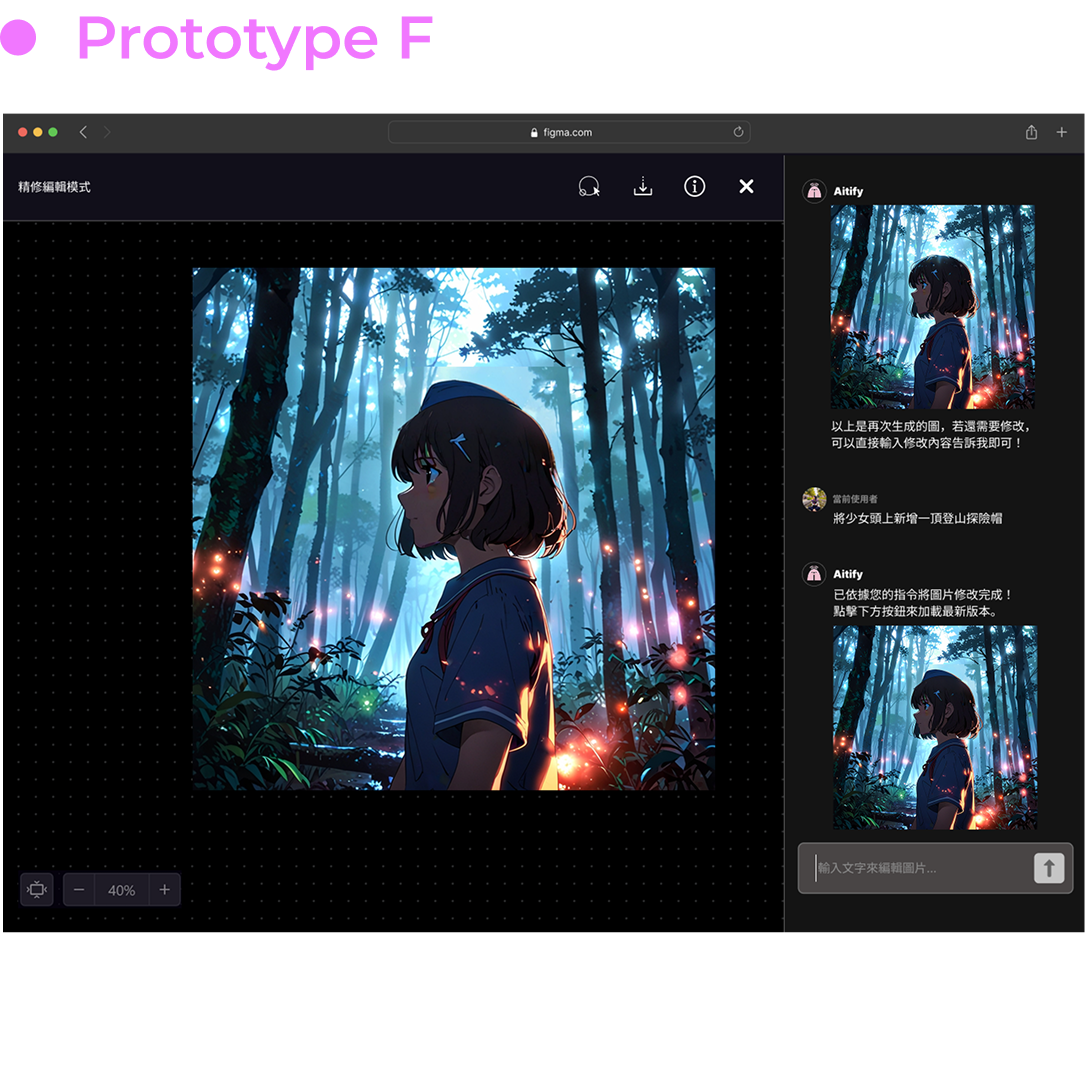 Prototype F
figma.com
精修編輯模式
Aitify
以上是再次生成的圖，若還需要修改，
可以直接輸入修改內容告訴我即可！
當前使用者
將少女頭上新增一頂登山探險帽
Aitify
已依據您的指令將圖片修改完成！
點擊下方按鈕來加載最新版本。
輸入文字來編輯圖片...
40%